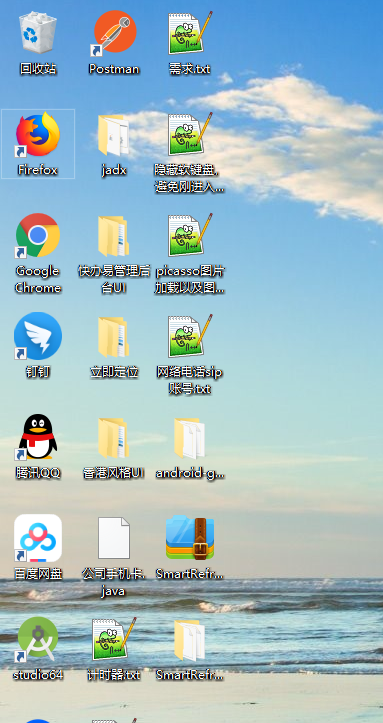 回收站
Postman
需求.txt
Firefox
jadx
隐藏软键盘,
避免刚进入...
Google
Chrome
快办易管理后
台UI
picasso图片
加载以及图...
钉钉
立即定位
网络电话sip
账号.txt
腾讯QQ
香港风格UI
android-g...
百度网盘
公司手机卡.
java
SmartRefr...
studio64
计时器.txt
SmartRefr...